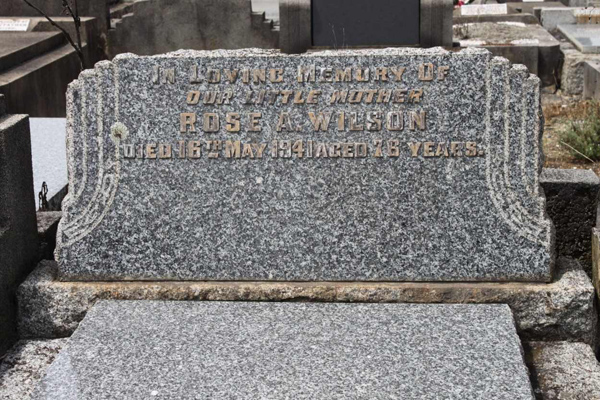 IN LOVING MEMORY OF
OUR LITTLE MOTHER
ROSE A. WILSON
DIED 16TH MAY 1941 AGED 76 YEARS.